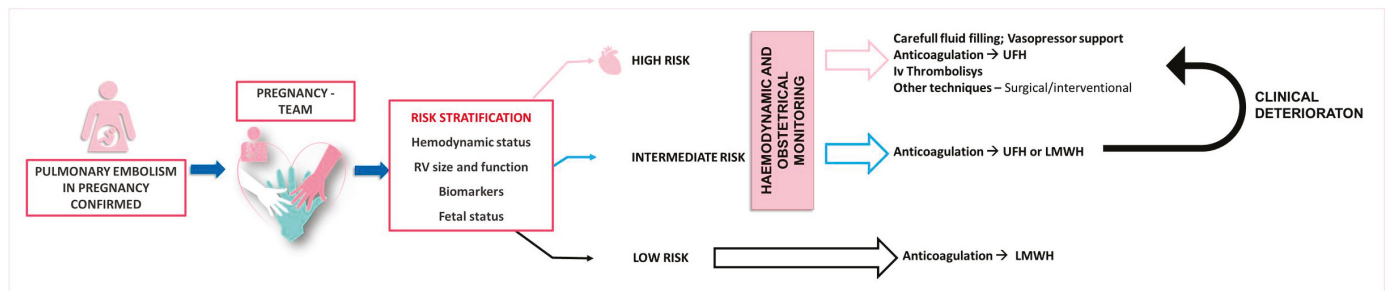 PULMONARY EMBOLISM
IN PREGNANCY
CONFIRMED
PREGNANCY -
TEAM
RISK STRATIFICATION
Hemodynamic status
RV size and function
Biomarkers
Fetal status
HIGH RISK
INTERMEDIATE RISK
LOW RISK
HAEMODYNAMIC AND
OBSTETRICAL
MONITORING
Carefull fluid filling; Vasopressor support
Anticoagulation → UFH
Iv Thrombolisys
Other techniques – Surgical/interventional
Anticoagulation → UFH or LMWH
Anticoagulation → LMWH
CLINICAL
DETERIORATON